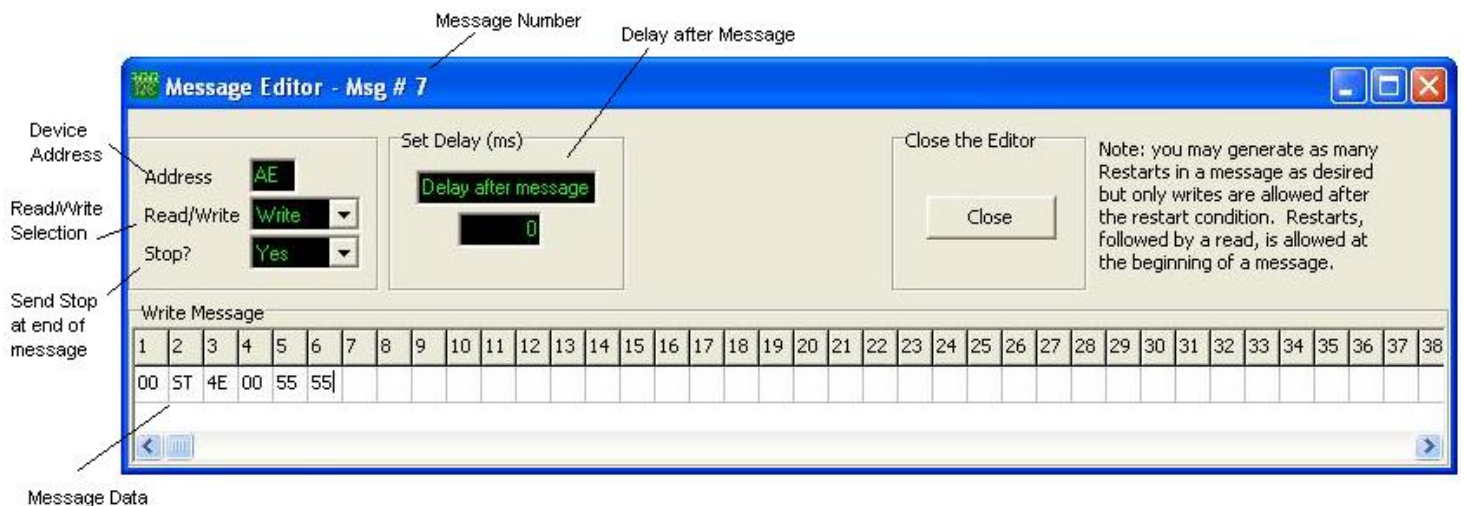 Message Number
Delay after Message
Message Editor - Msg # 7
Device
Address
Read/Write
Selection
Send Stop
at end of
message
Address AE
Read/Write Write
Stop? Yes
Set Delay (ms)
Delay after message
0
Close the Editor
Close
Note: you may generate as many
Restarts in a message as desired
but only writes are allowed after
the restart condition. Restarts,
followed by a read, is allowed at
the beginning of a message.
Write Message
1 2 3 4 5 6 7 8 9 10 11 12 13 14 15 16 17 18 19 20 21 22 23 24 25 26 27 28 29 30 31 32 33 34 35 36 37 38
00 ST 4E 00 55 55
Message Data